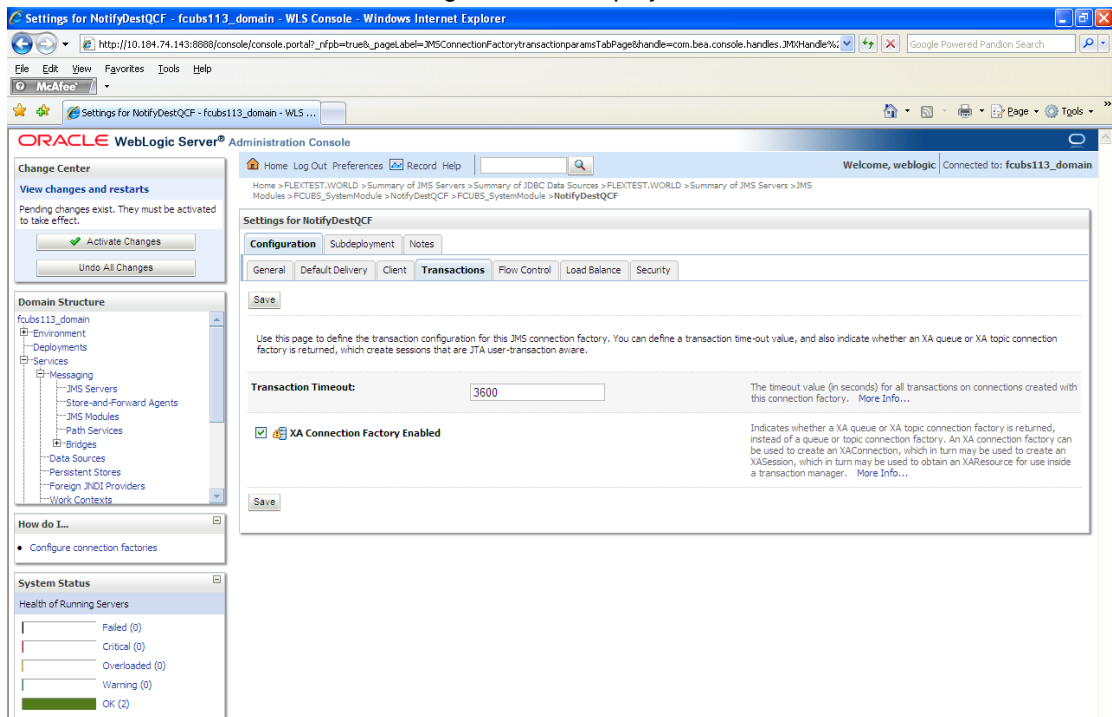 Settings for NotifyDestQCF - fcubs113_domain - WLS Console - Windows Internet Explorer
http://10.184.74.143:8888/console/console.portal?_nfpb=true&_pageLabel=JMSConnectionFactorytransactionparamsTabPage&handle=com.bea.console.handles.JMXHandle%
Google Powered Pandion Search
File Edit View Favorites Tools Help
McAfee
Settings for NotifyDestQCF - fcubs113_domain - WLS ...
Page Tools
ORACLE WebLogic Server® Administration Console
Change Center
View changes and restarts
Pending changes exist. They must be activated
to take effect.
Activate Changes
Undo All Changes
Home Log Out Preferences Record Help
Welcome, weblogic Connected to: fcubs113_domain
Home >FLEXTEST.WORLD >Summary of JMS Servers >Summary of JDBC Data Sources >FLEXTEST.WORLD >Summary of JMS Servers >JMS
Modules >FCUBS_SystemModule >NotifyDestQCF >FCUBS_SystemModule >NotifyDestQCF
Settings for NotifyDestQCF
Configuration Subdeployment Notes
General Default Delivery Client Transactions Flow Control Load Balance Security
Save
Use this page to define the transaction configuration for this JMS connection factory. You can define a transaction time-out value, and also indicate whether an XA queue or XA topic connection
factory is returned, which create sessions that are JTA user-transaction aware.
Transaction Timeout:
3600
The timeout value (in seconds) for all transactions on connections created with
this connection factory. More Info...
XA Connection Factory Enabled
Indicates whether a XA queue or XA topic connection factory is returned,
instead of a queue or topic connection factory. An XA connection factory can
be used to create an XAConnection, which in turn may be used to create an
XASession, which in turn may be used to obtain an XAResource for use inside
a transaction manager. More Info...
Save
Domain Structure
fcubs113_domain
Environment
Deployments
Services
Messaging
JMS Servers
Store-and-Forward Agents
JMS Modules
Path Services
Bridges
Data Sources
Persistent Stores
Foreign JNDI Providers
Work Contexts
How do I...
Configure connection factories
System Status
Health of Running Servers
Failed (0)
Critical (0)
Overloaded (0)
Warning (0)
OK (2)